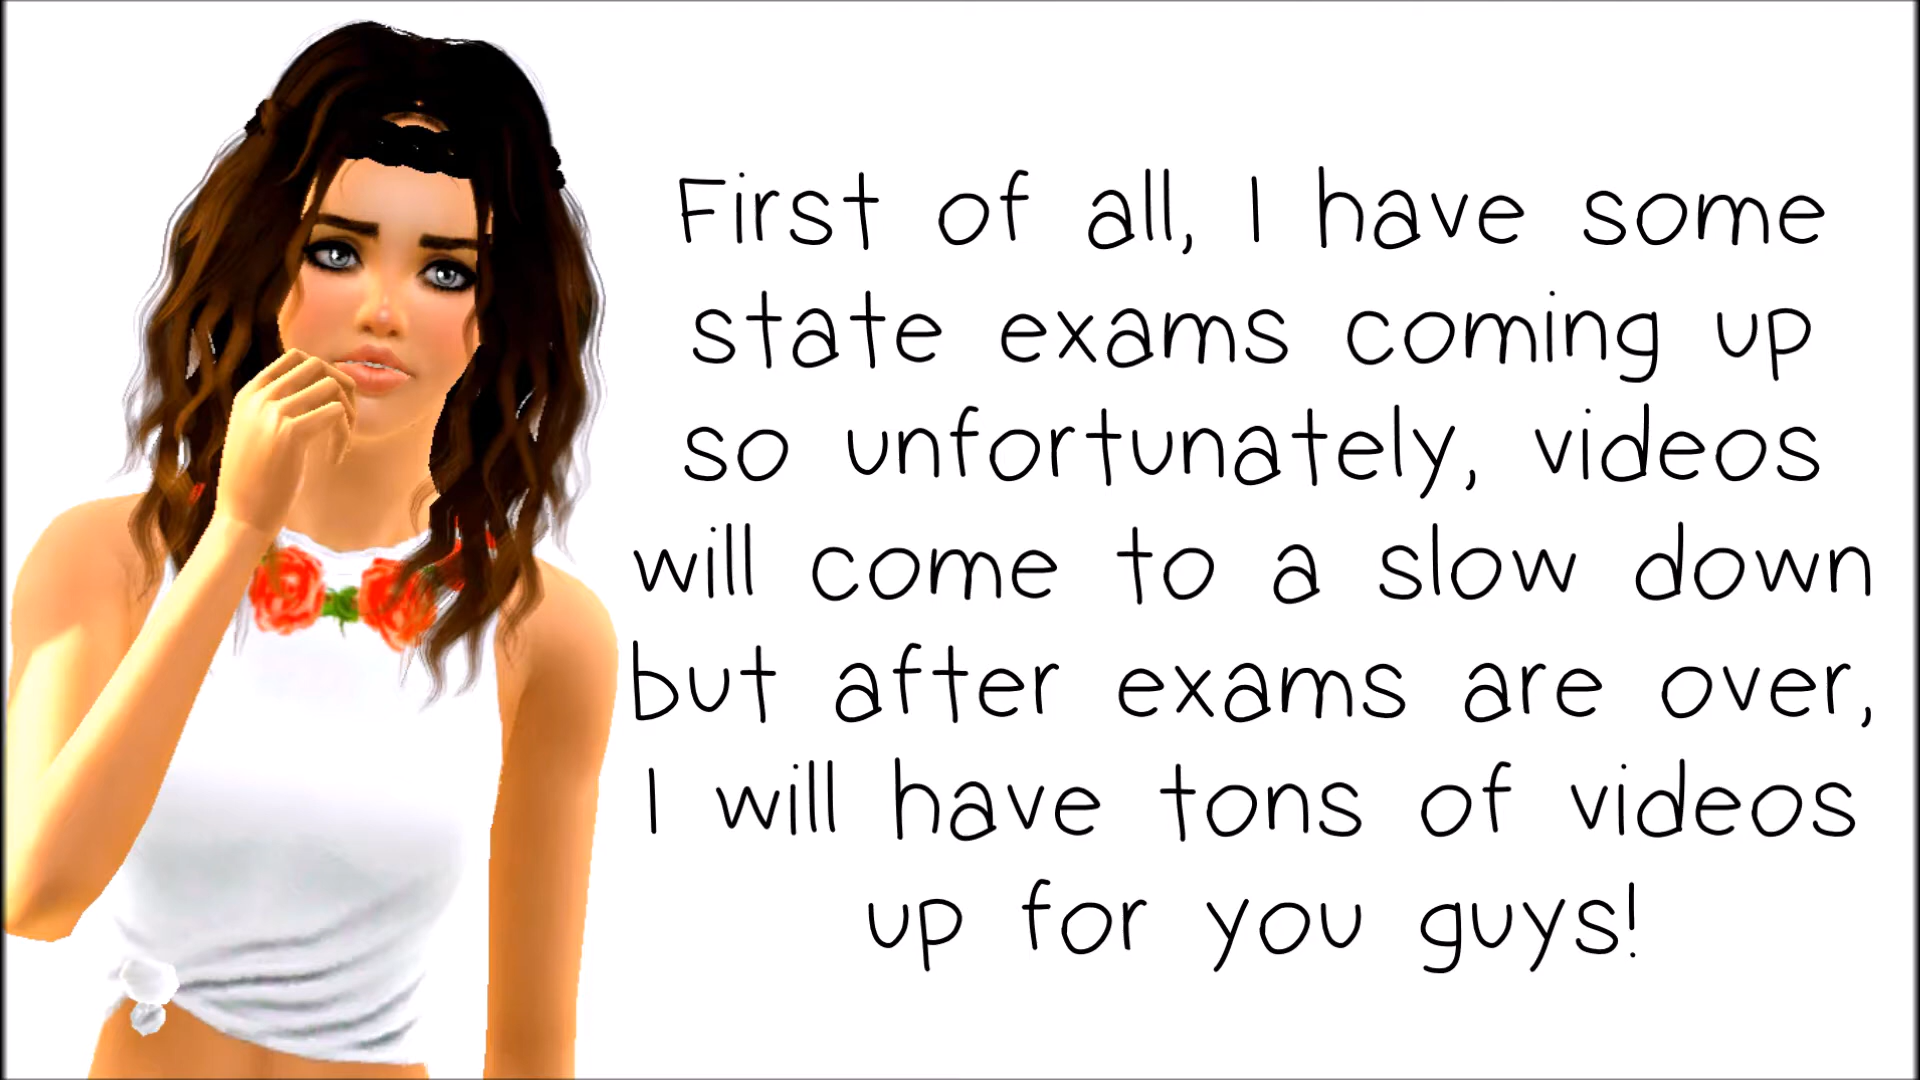 First of all, I have some
state exams coming up
so unfortunately, videos
will come to a slow down
but after exams are over,
I will have tons of videos
up for you guys!